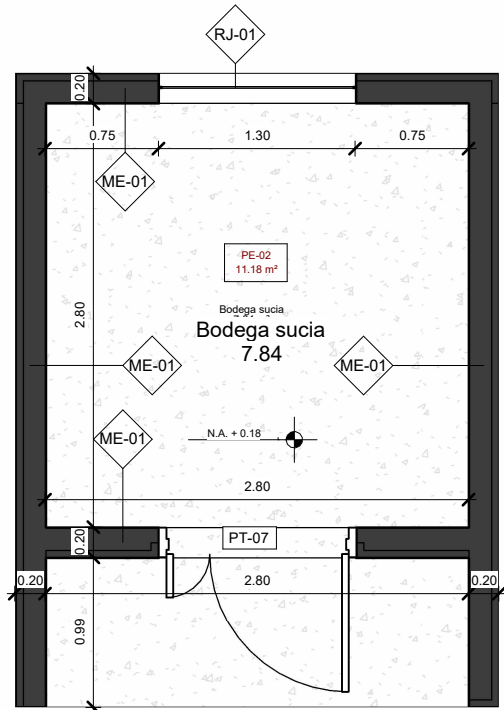 RJ-01
0.20
0.75
1.30
0.75
ME-01
PE-02
11.18 m²
2.80
Bodega sucia
Bodega sucia
7.84
ME-01
ME-01
ME-01
N.A. + 0.18
2.80
0.20
PT-07
0.20
2.80
0.20
0.99